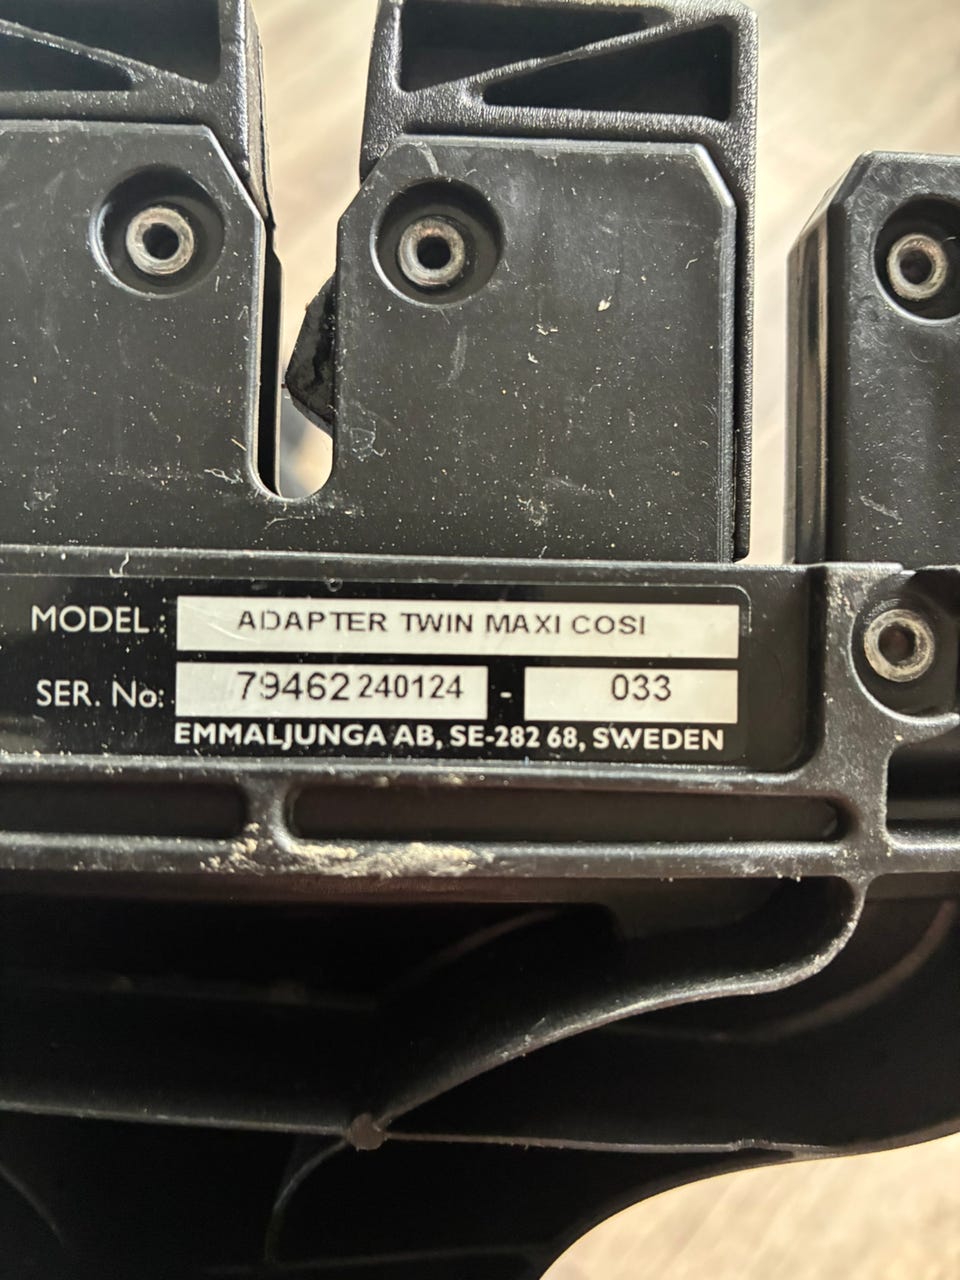 MODEL: ADAPTER TWIN MAXI COSI
SER. No: 79462 240124 - 033
EMMALJUNGA AB, SE-282 68, SWEDEN